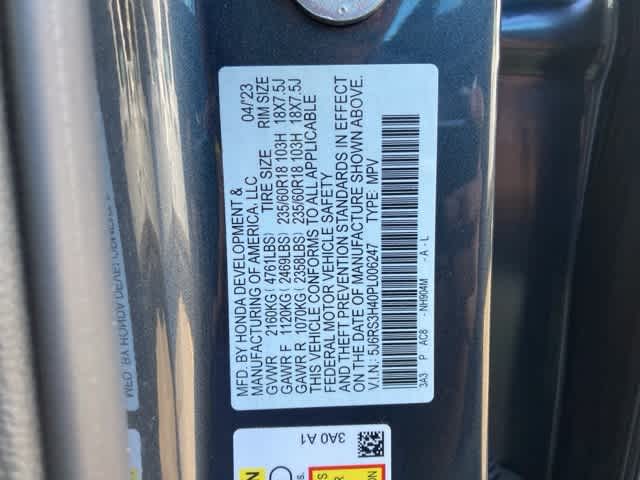 MFD. BY HONDA DEVELOPMENT & 04/'23
MANUFACTURING OF AMERICA, LLC
GVWR 2160KG ( 4761LBS) TIRE SIZE RIM SIZE
GAWR F 1120KG ( 2469LBS) 235/60R18 103H 18X7.5J
GAWR R 1070KG ( 2358LBS) 235/60R18 103H 18X7.5J
THIS VEHICLE CONFORMS TO ALL APPLICABLE
FEDERAL MOTOR VEHICLE SAFETY
AND THEFT PREVENTION STANDARDS IN EFFECT
ON THE DATE OF MANUFACTURE SHOWN ABOVE.
V.I.N.: 5J6RS3H40PL006247 TYPE: MPV
3A3 P AC8 - NH904M - A - L
3A0 A1